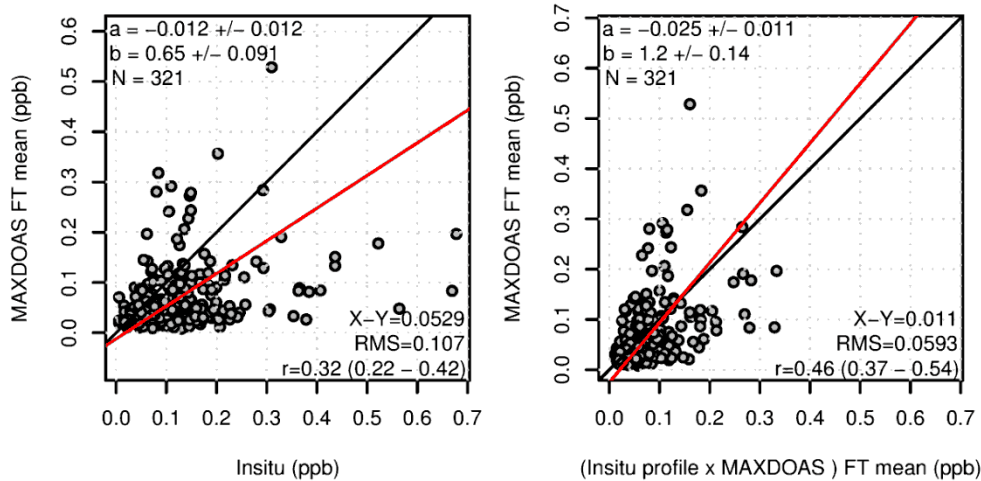 a = −0.012 +/− 0.012
b = 0.65 +/− 0.091
N = 321
X−Y=0.0529
RMS=0.107
r=0.32 (0.22 − 0.42)
MAXDOAS FT mean (ppb)
0.6
0.5
0.4
0.3
0.2
0.1
0.0
0.0 0.1 0.2 0.3 0.4 0.5 0.6 0.7
Insitu (ppb)
a = −0.025 +/− 0.011
b = 1.2 +/− 0.14
N = 321
X−Y=0.011
RMS=0.0593
r=0.46 (0.37 − 0.54)
MAXDOAS FT mean (ppb)
0.7
0.6
0.5
0.4
0.3
0.2
0.1
0.0
0.0 0.1 0.2 0.3 0.4 0.5 0.6 0.7
(Insitu profile x MAXDOAS ) FT mean (ppb)